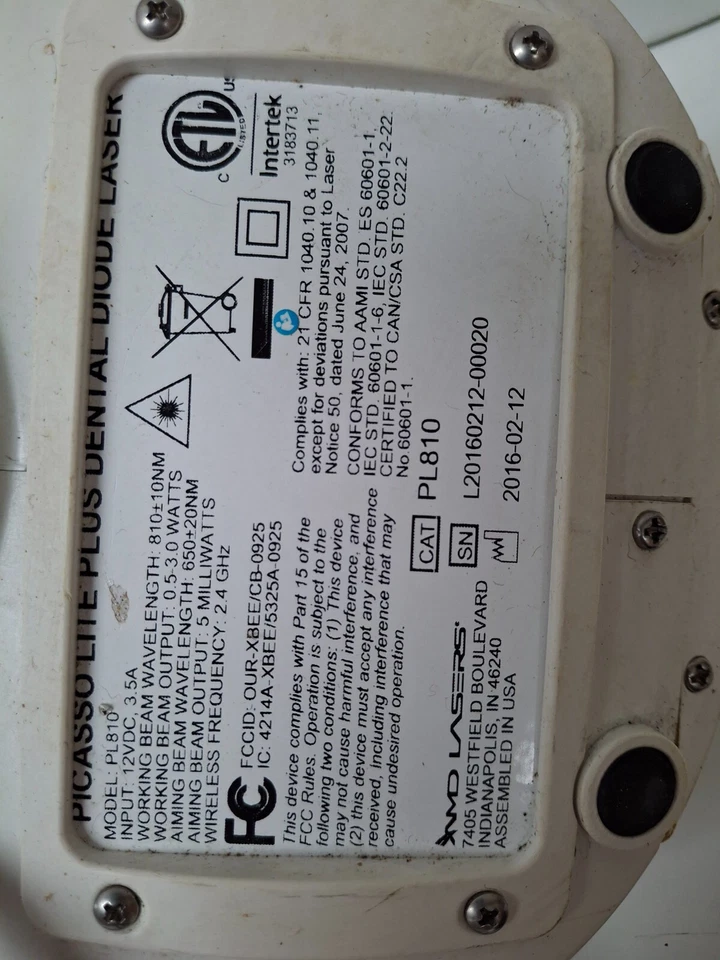 PICASSO LITE PLUS DENTAL DIODE LASER
MODEL: PL810
INPUT: 12VDC, 3.5A
WORKING BEAM WAVELENGTH: 810±10NM
WORKING BEAM OUTPUT: 0.5-3.0 WATTS
AIMING BEAM WAVELENGTH: 650±20NM
AIMING BEAM OUTPUT: 5 MILLIWATTS
WIRELESS FREQUENCY: 2.4 GHz
FC FCCID: OUR-XBEE/CB-0925
IC: 4214A-XBEE/5325A-0925
This device complies with Part 15 of the
FCC Rules. Operation is subject to the
following two conditions: (1) This device
may not cause harmful interference, and
(2) this device must accept any interference
received, including interference that may
cause undesired operation.
AMD LASERS
7405 WESTFIELD BOULEVARD
INDIANAPOLIS, IN 46240
ASSEMBLED IN USA
C ETL US
LISTED
Intertek
3183713
Complies with: 21 CFR 1040.10 & 1040.11,
except for deviations pursuant to Laser
Notice 50, dated June 24, 2007.
CONFORMS TO AAMI STD. ES 60601-1,
IEC STD. 60601-1-6, IEC STD. 60601-2-22.
CERTIFIED TO CAN/CSA STD. C22.2
No.60601-1.
CAT PL810
SN L20160212-00020
2016-02-12